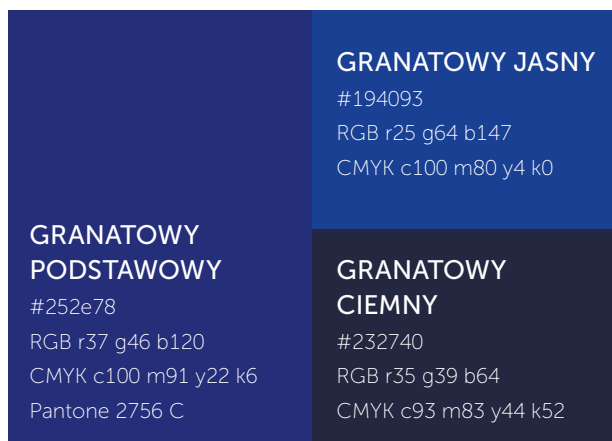 GRANATOWY
PODSTAWOWY
#252e78
RGB r37 g46 b120
CMYK c100 m91 y22 k6
Pantone 2756 C
GRANATOWY JASNY
#194093
RGB r25 g64 b147
CMYK c100 m80 y4 k0
GRANATOWY
CIEMNY
#232740
RGB r35 g39 b64
CMYK c93 m83 y44 k52